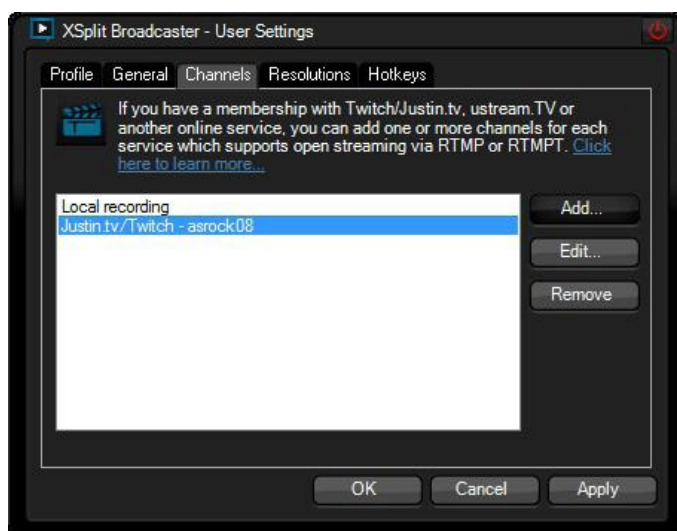 XSplit Broadcaster - User Settings
Profile General Channels Resolutions Hotkeys
If you have a membership with Twitch/Justin.tv, ustream.TV or
another online service, you can add one or more channels for each
service which supports open streaming via RTMP or RTMPT. Click
here to learn more...
Local recording
Add...
Justin.tv/Twitch - asrock08
Edit...
Remove
OK Cancel Apply